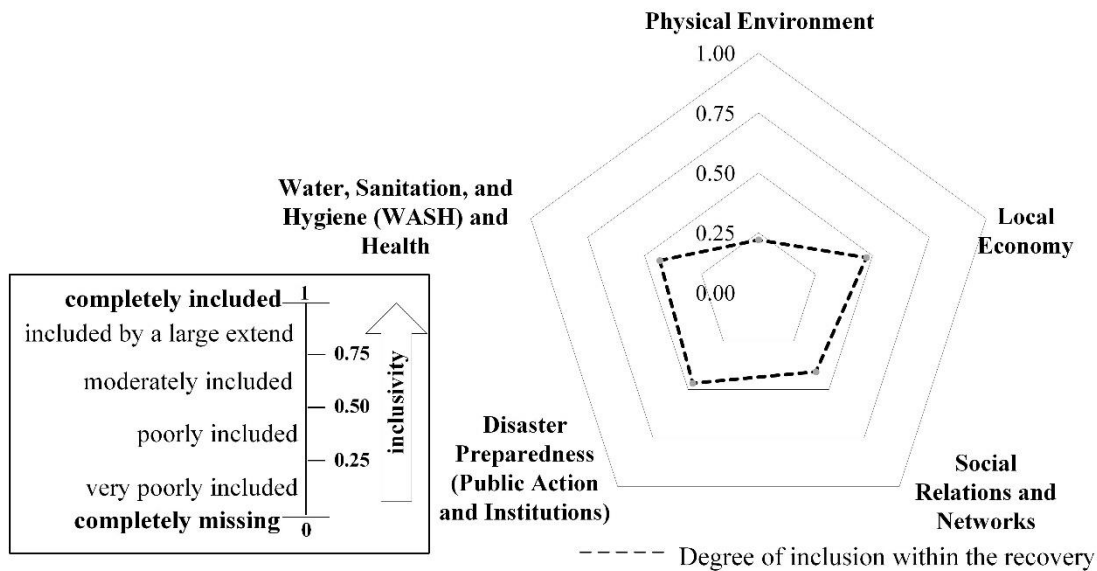 Physical Environment
1.00
0.75
0.50
0.25
0.00
Water, Sanitation, and
Hygiene (WASH) and
Health
Local
Economy
Disaster
Preparedness
(Public Action
and Institutions)
Social
Relations and
Networks
Degree of inclusion within the recovery
completely included
1
included by a large extend
0.75
moderately included
0.50
poorly included
0.25
very poorly included
completely missing
0
inclusivity